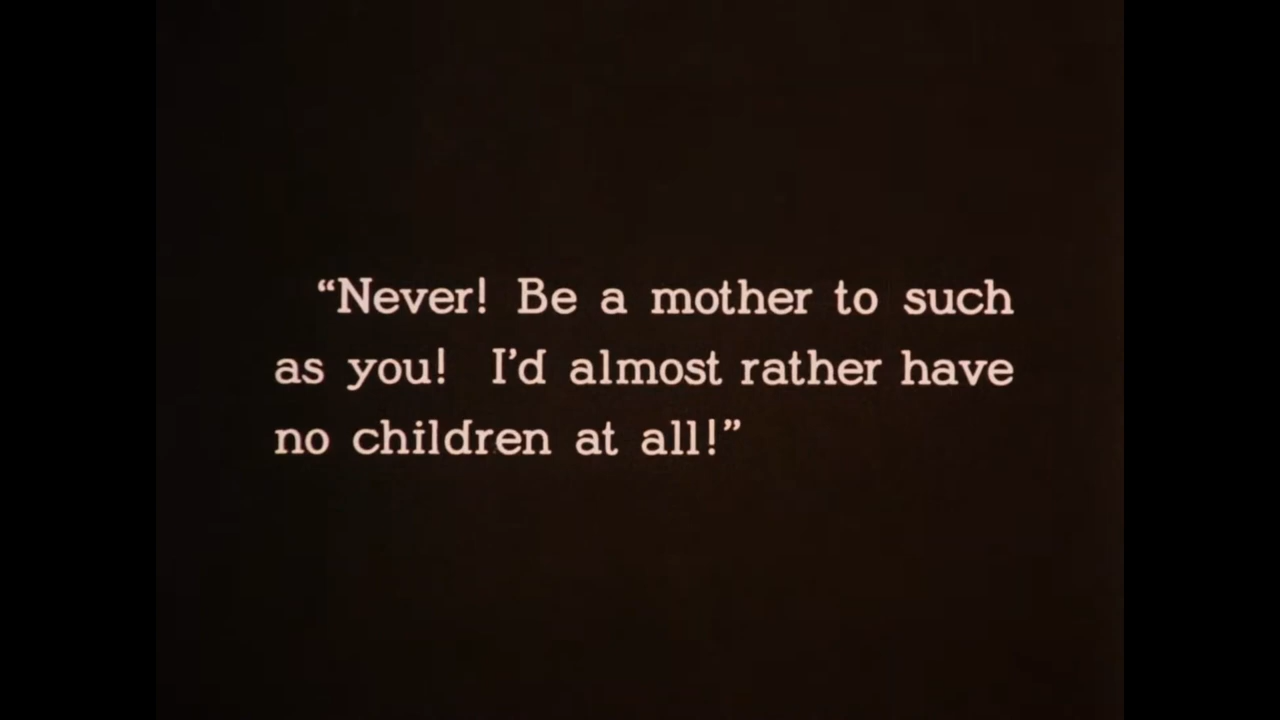 “Never! Be a mother to such
as you! I’d almost rather have
no children at all!”